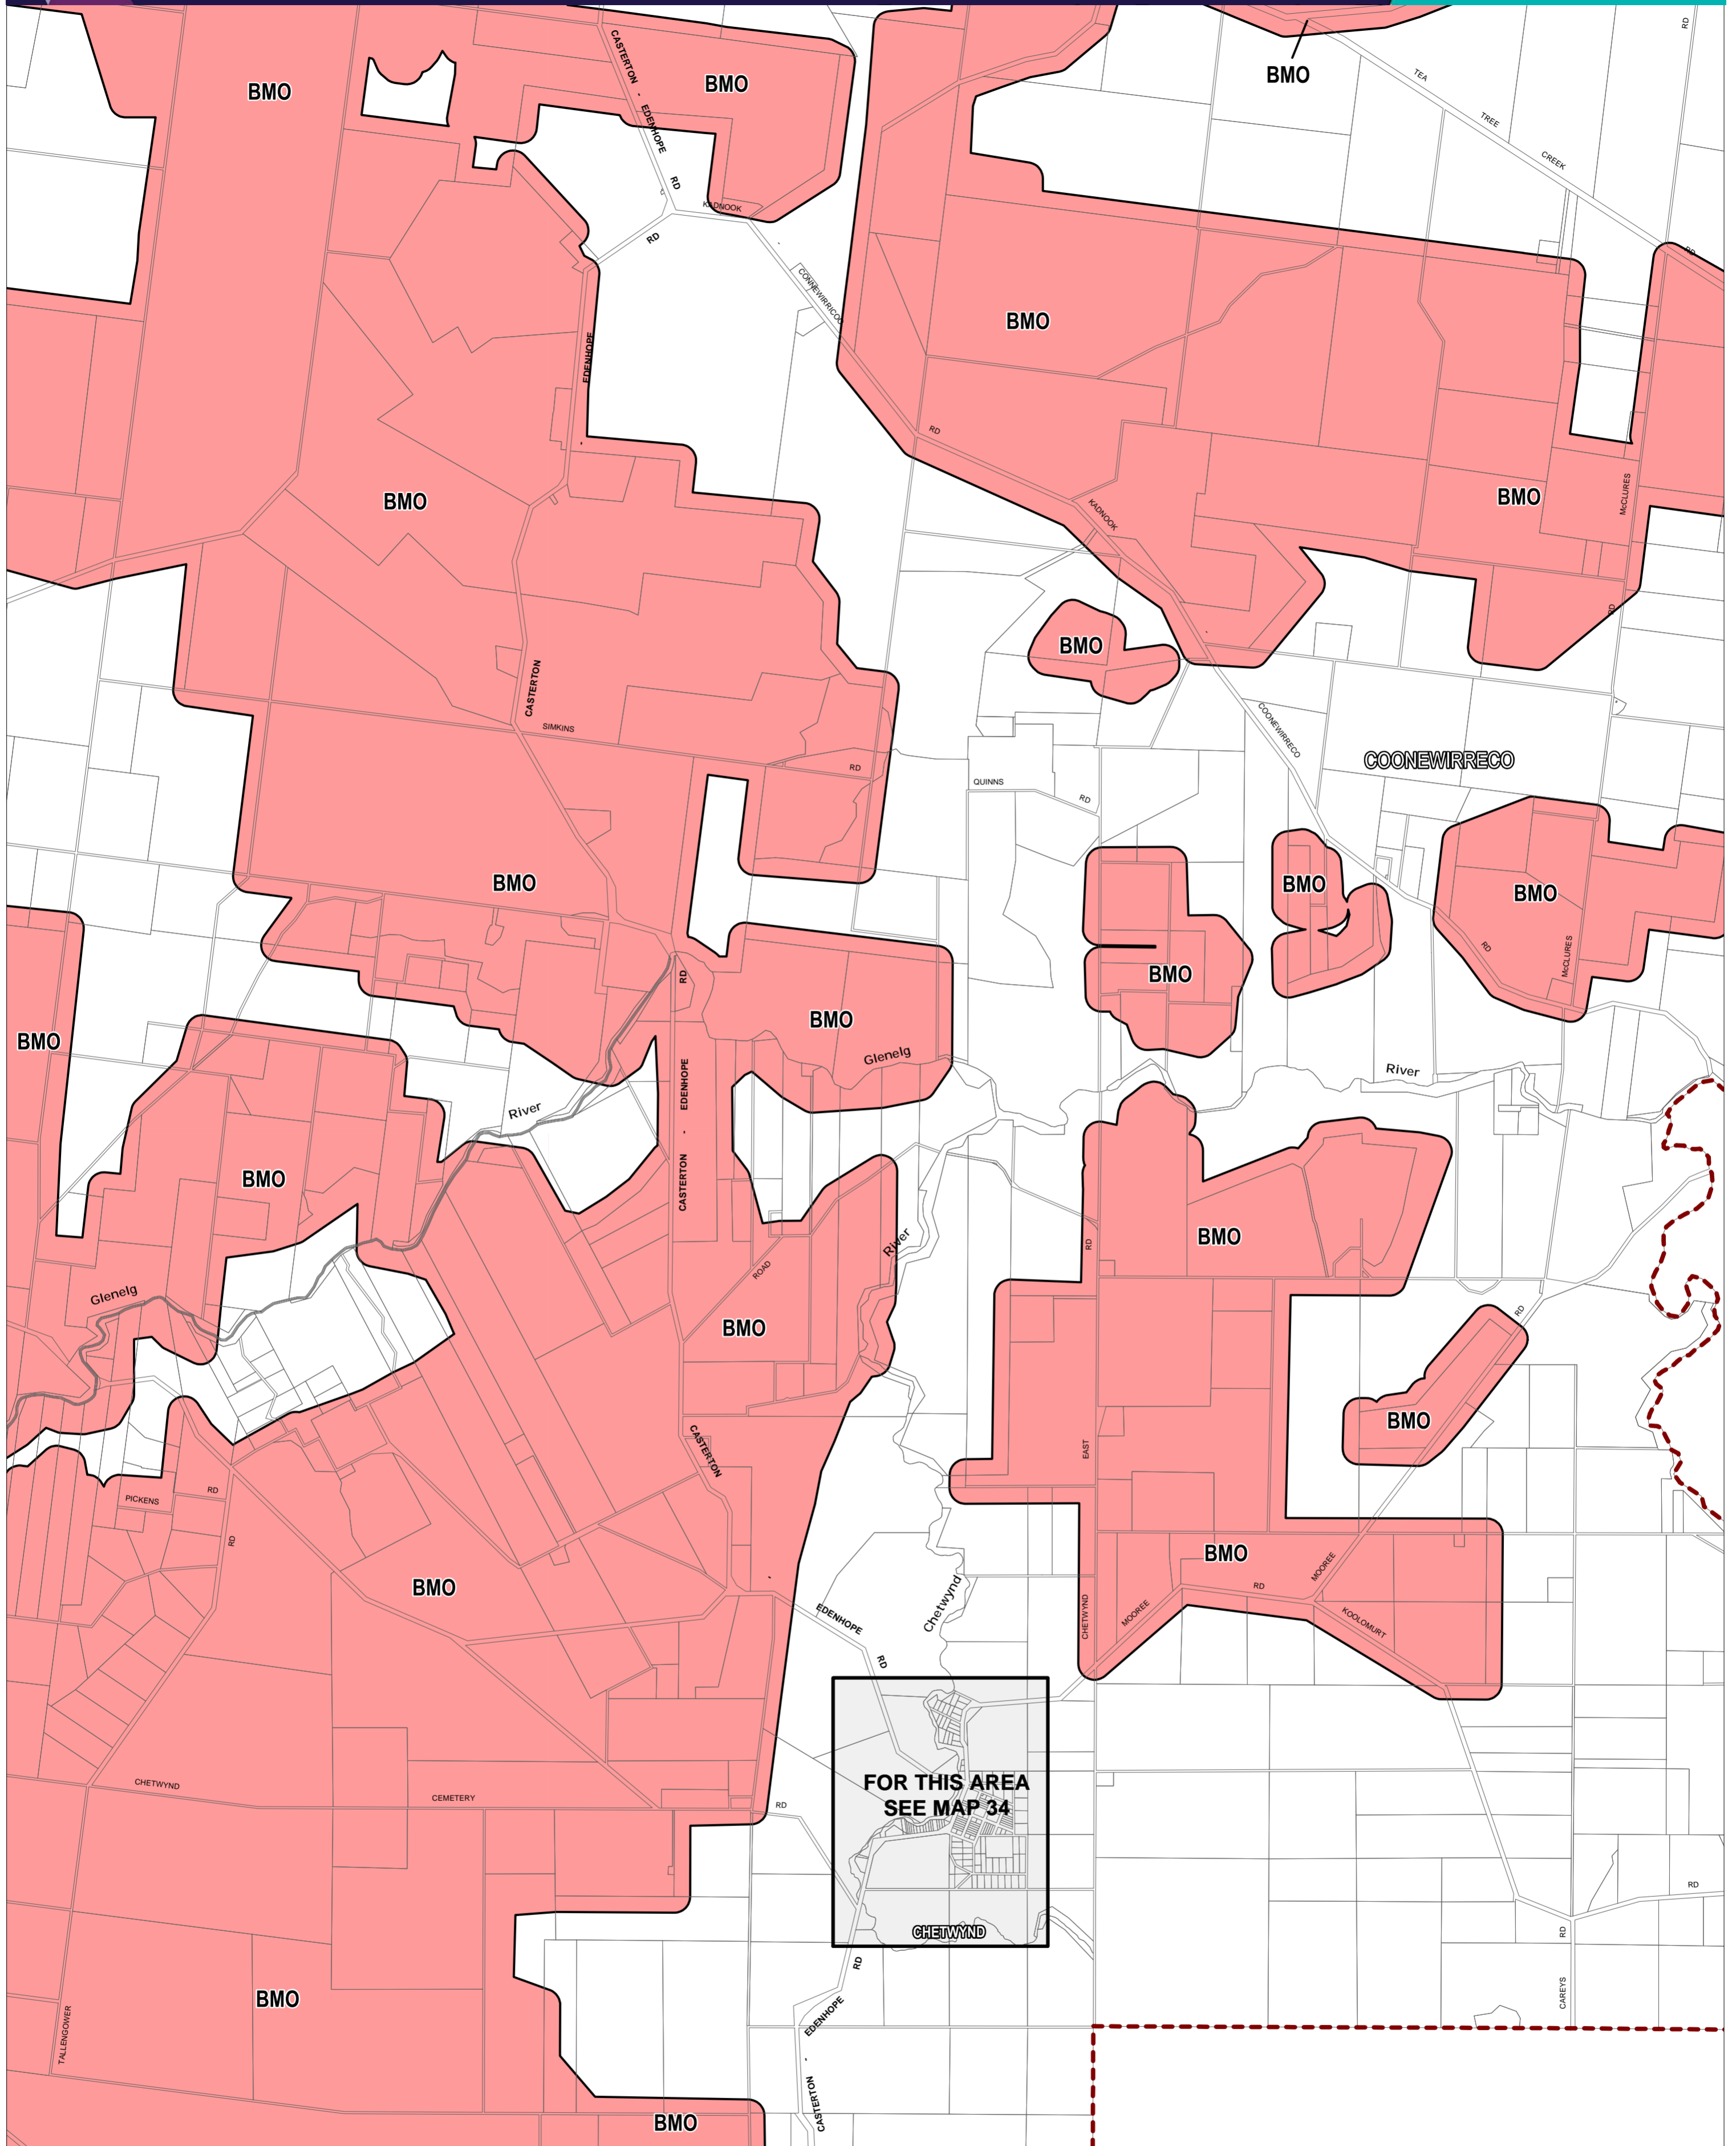 BMO
CASTERTON - EDENHOPE RD
BMO
BMO
RD
TEA TREE CREEK RD
KADNOOK
RD
CONNEWIRRICOO
BMO
EDENHOPE
RD
BMO
KADNOOK
BMO
McCLURES
RD
BMO
CASTERTON
SIMKINS
RD
COONEWIRRECO
COONEWIRRECO
QUINNS
RD
BMO
BMO
BMO
BMO
RD
McCLURES
RD
BMO
BMO
BMO
Glenelg
River
River
CASTERTON - EDENHOPE
BMO
ROAD
River
RD
BMO
Glenelg
BMO
RD
BMO
CASTERTON
EAST
PICKENS
RD
RD
BMO
EDENHOPE
RD
Chetwynd
BMO
MOOREE
RD
MOOREE
KOOLOMURT
CHETWYND
CHETWYND
CEMETERY
RD
FOR THIS AREA
SEE MAP 34
CHETWYND
RD
RD
RD
CAREYS
BMO
TALLENGOWER
EDENHOPE
-
CASTERTON
BMO